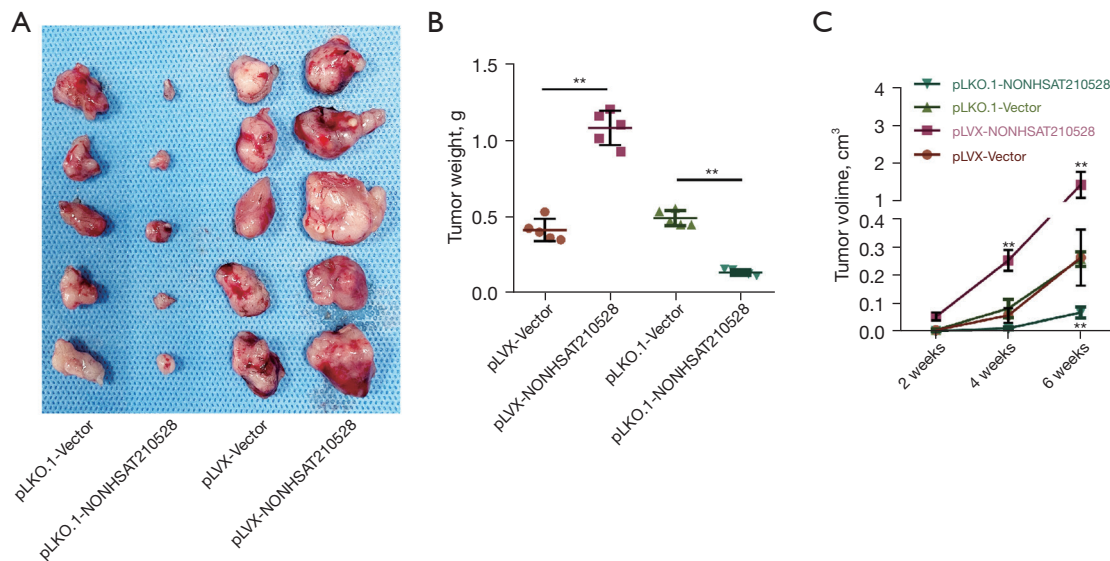 A
pLKO.1-Vector
pLKO.1-NONHSAT210528
pLVX-Vector
pLVX-NONHSAT210528
B
Tumor weight, g
1.5
1.0
0.5
0.0
**
**
pLVX-Vector
pLVX-NONHSAT210528
pLKO.1-Vector
pLKO.1-NONHSAT210528
C
Tumor volime, cm³
4
3
2
1
0.4
0.3
0.2
0.1
0.0
pLKO.1-NONHSAT210528
pLKO.1-Vector
pLVX-NONHSAT210528
pLVX-Vector
**
**
**
2 weeks
4 weeks
6 weeks